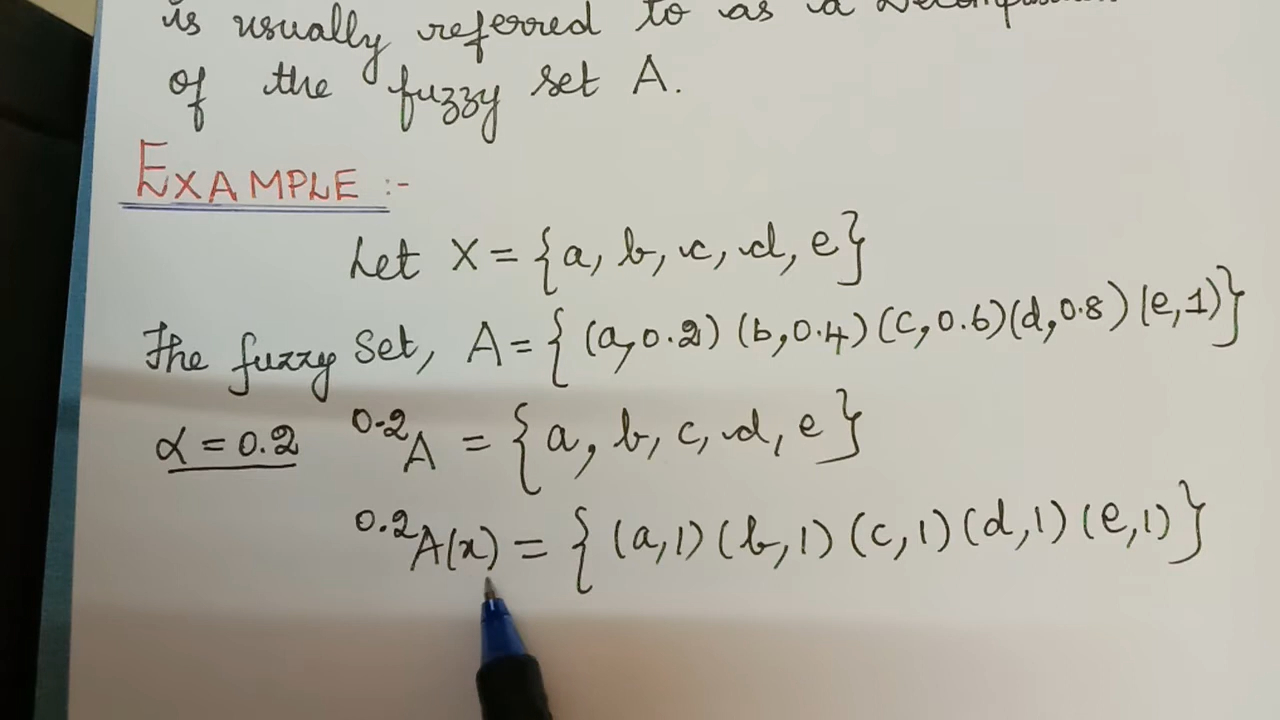 is usually referred to as a
of the fuzzy set A.
EXAMPLE :-
Let X = {a, b, c, d, e}
The fuzzy set, A = { (a,0.2) (b,0.4) (c,0.6)(d,0.8) (e,1)}
α = 0.2 ⁰·²A = {a, b, c, d, e}
⁰·²A(x) = { (a,1) (b,1) (c,1) (d,1) (e,1)}